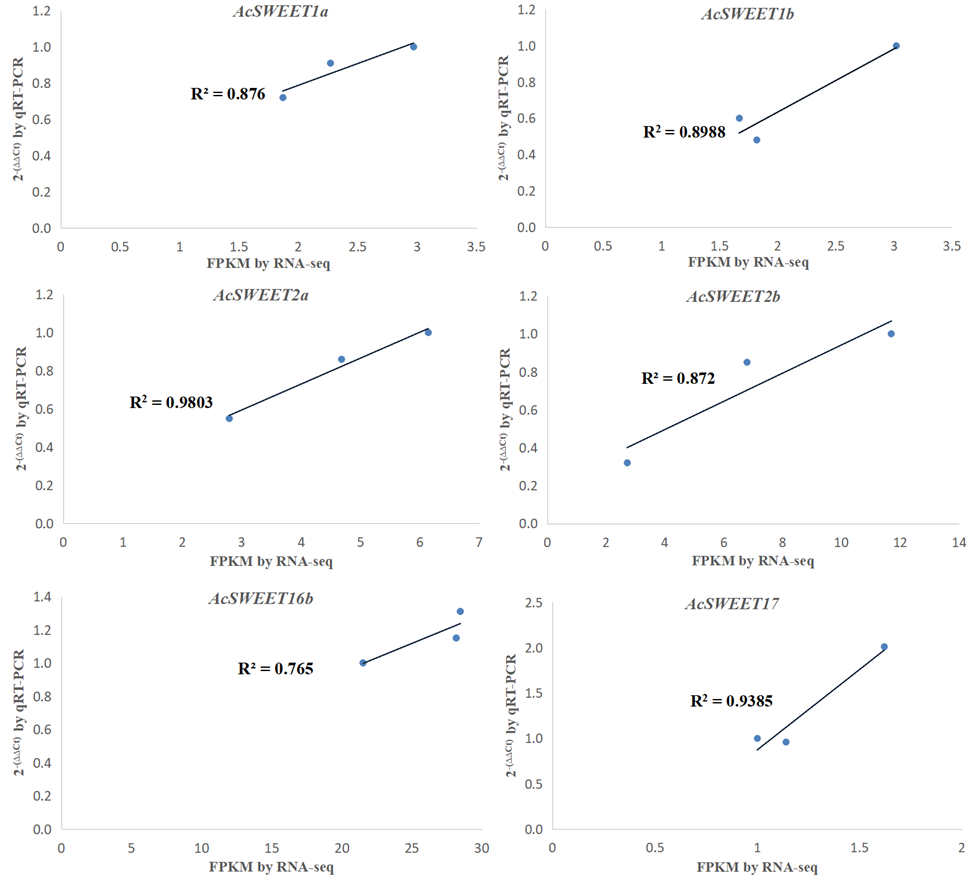 AcSWEET1a
1.2
1.0
0.8
0.6
0.4
0.2
0.0
2-(ΔΔCt) by qRT-PCR
R² = 0.876
0 0.5 1 1.5 2 2.5 3 3.5
FPKM by RNA-seq
AcSWEET1b
1.2
1.0
0.8
0.6
0.4
0.2
0.0
2-(ΔΔCt) by qRT-PCR
R² = 0.8988
0 0.5 1 1.5 2 2.5 3 3.5
FPKM by RNA-seq
AcSWEET2a
1.2
1.0
0.8
0.6
0.4
0.2
0.0
2-(ΔΔCt) by qRT-PCR
R² = 0.9803
0 1 2 3 4 5 6 7
FPKM by RNA-seq
AcSWEET2b
1.2
1.0
0.8
0.6
0.4
0.2
0.0
2-(ΔΔCt) by qRT-PCR
R² = 0.872
0 2 4 6 8 10 12 14
FPKM by RNA-seq
AcSWEET16b
1.4
1.2
1.0
0.8
0.6
0.4
0.2
0.0
2-(ΔΔCt) by qRT-PCR
R² = 0.765
0 5 10 15 20 25 30
FPKM by RNA-seq
AcSWEET17
2.5
2.0
1.5
1.0
0.5
0.0
2-(ΔΔCt) by qRT-PCR
R² = 0.9385
0 0.5 1 1.5 2
FPKM by RNA-seq